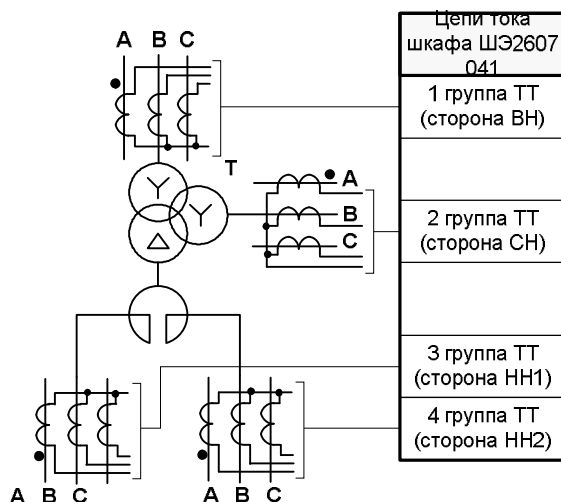 Цепи тока
шкафа ШЭ2607
041
A B C
1 группа ТТ
(сторона ВН)
T
A
B
C
2 группа ТТ
(сторона СН)
3 группа ТТ
(сторона НН1)
4 группа ТТ
(сторона НН2)
A B C
A B C